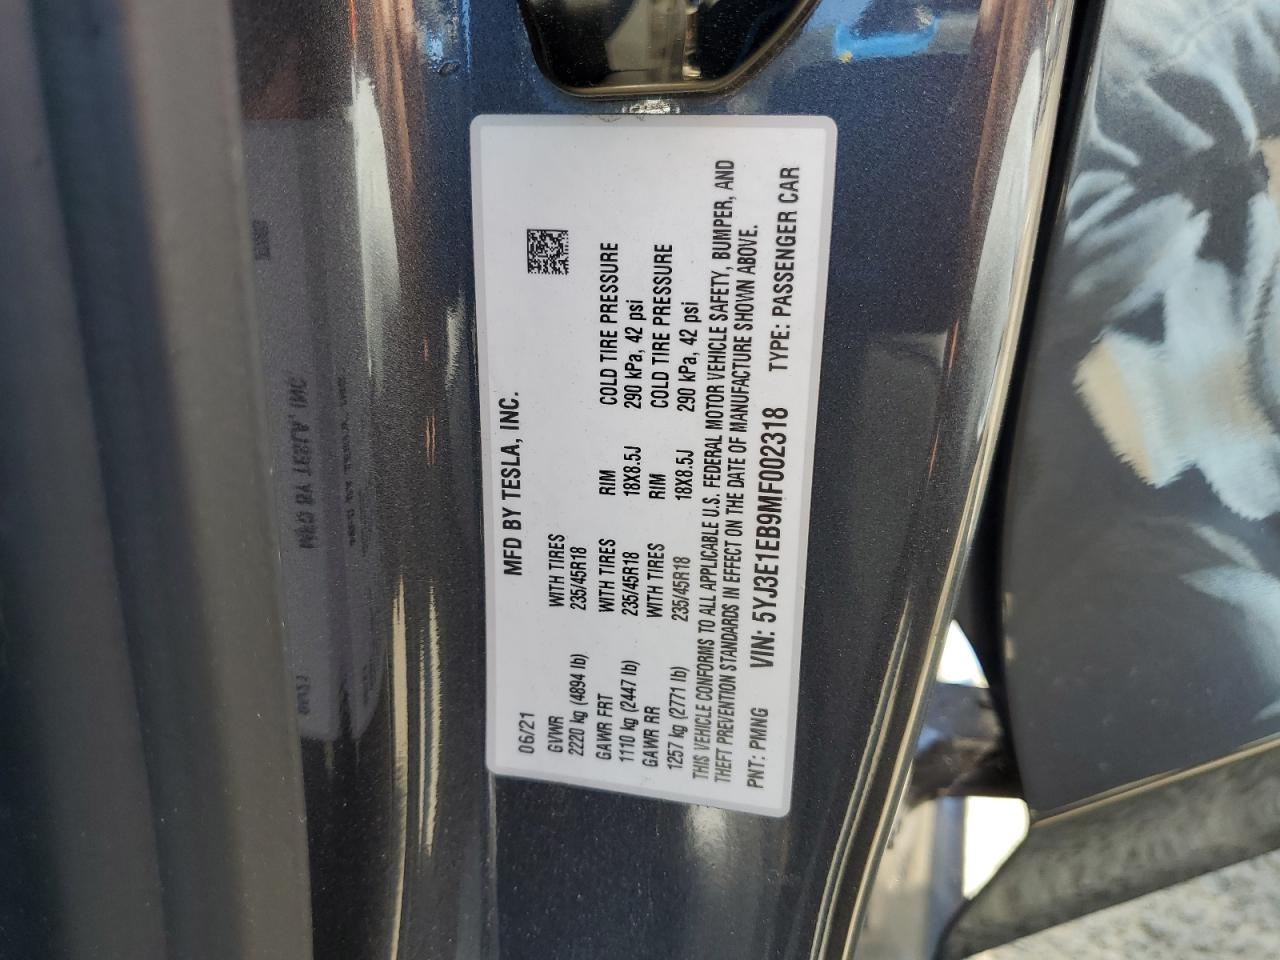 MFD BY TESLA, INC.
06/21
GVWR WITH TIRES
2220 kg (4894 lb) 235/45R18
GAWR FRT WITH TIRES RIM COLD TIRE PRESSURE
1110 kg (2447 lb) 235/45R18 18X8.5J 290 kPa, 42 psi
GAWR RR WITH TIRES RIM COLD TIRE PRESSURE
1257 kg (2771 lb) 235/45R18 18X8.5J 290 kPa, 42 psi
THIS VEHICLE CONFORMS TO ALL APPLICABLE U.S. FEDERAL MOTOR VEHICLE SAFETY, BUMPER, AND
THEFT PREVENTION STANDARDS IN EFFECT ON THE DATE OF MANUFACTURE SHOWN ABOVE.
PNT: PMNG VIN: 5YJ3E1EB9MF002318 TYPE: PASSENGER CAR